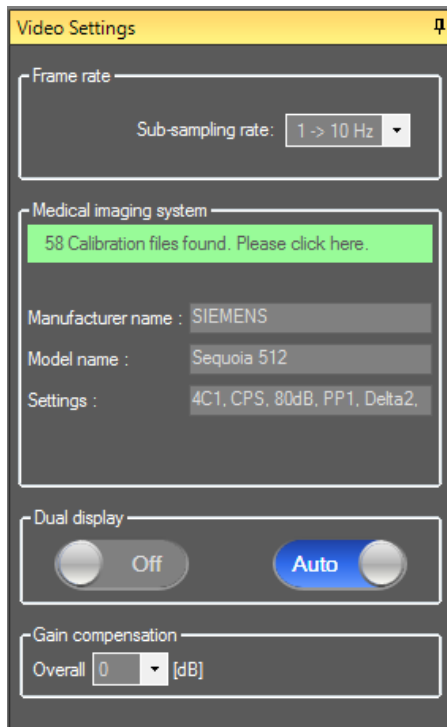 Video Settings
Frame rate
Sub-sampling rate: 1 -> 10 Hz
Medical imaging system
58 Calibration files found. Please click here.
Manufacturer name : SIEMENS
Model name : Sequoia 512
Settings : 4C1, CPS, 80dB, PP1, Delta2,
Dual display
Off Auto
Gain compensation
Overall 0 [dB]